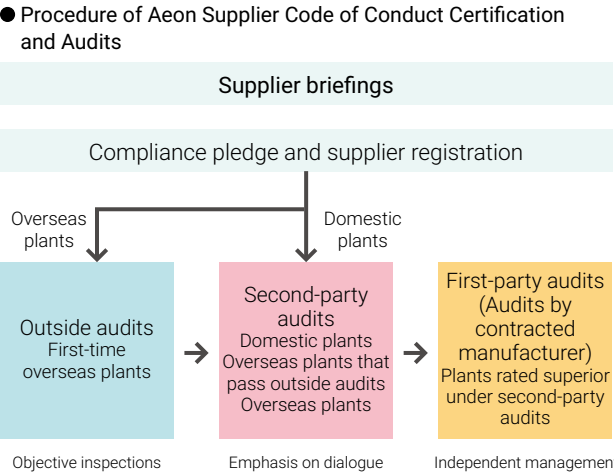 ● Procedure of Aeon Supplier Code of Conduct Certification
and Audits
Supplier briefings
Compliance pledge and supplier registration
Overseas
plants
Domestic
plants
Outside audits
First-time
overseas plants
Second-party
audits
Domestic plants
Overseas plants that
pass outside audits
Overseas plants
First-party audits
(Audits by
contracted
manufacturer)
Plants rated superior
under second-party
audits
Objective inspections
Emphasis on dialogue
Independent managemen